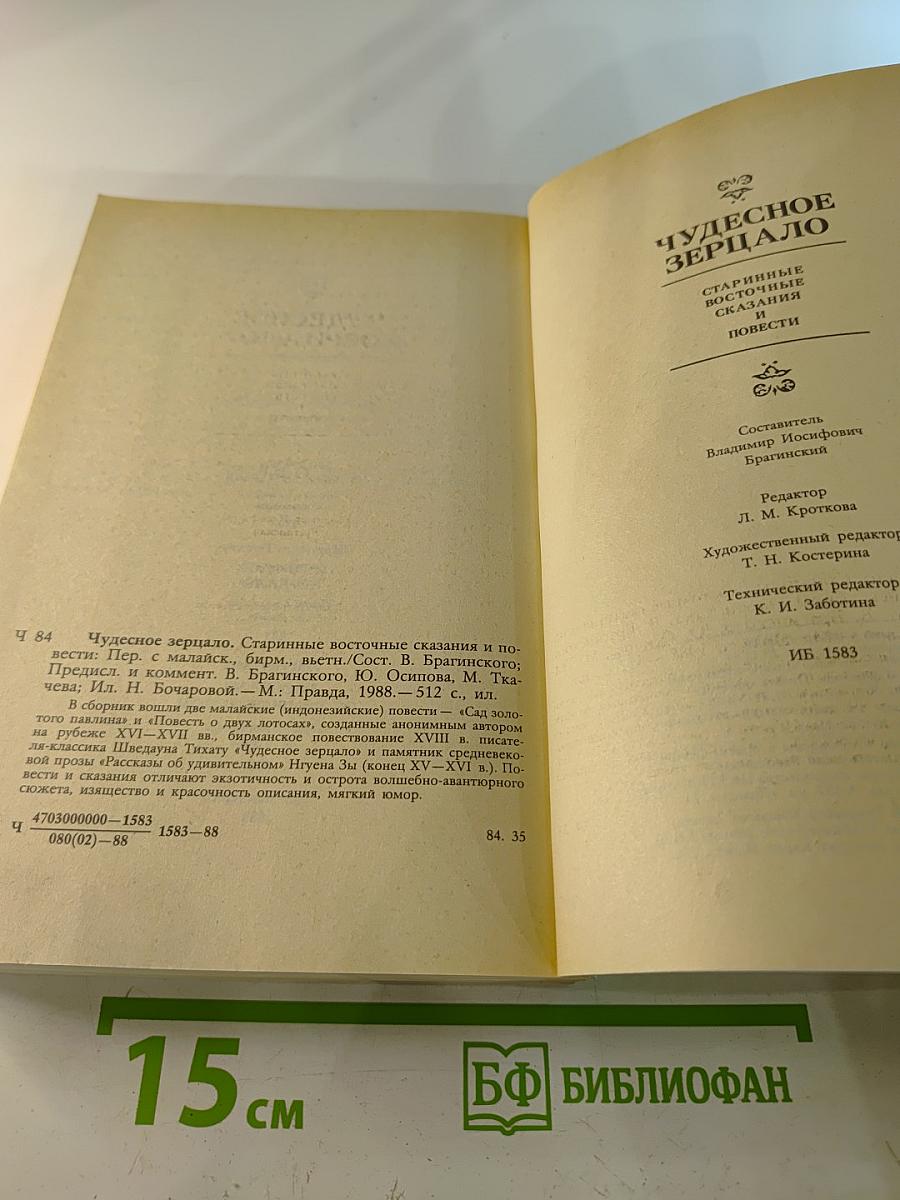 Ч 84 Чудесное зерцало. Старинные восточные сказания и по-
вести: Пер. с малайск., бирм., вьетн./Сост. В. Брагинского;
Предисл. и коммент. В. Брагинского, Ю. Осипова, М. Тка-
чева; Ил. Н. Бочаровой.— М.: Правда, 1988.— 512 с., ил.
В сборник вошли две малайские (индонезийские) повести — «Сад золо-
того павлина» и «Повесть о двух лотосах», созданные анонимным автором
на рубеже XVI—XVII вв., бирманское повествование XVIII в. писате-
ля-классика Шведауна Тихату «Чудесное зерцало» и памятник средневеко-
вой прозы «Рассказы об удивительном» Нгуена Зы (конец XV—XVI в.). По-
вести и сказания отличают экзотичность и острота волшебно-авантюрного
сюжета, изящество и красочность описания, мягкий юмор.
Ч 4703000000—1583
080(02)—88
1583—88
84. 35
ЧУДЕСНОЕ
ЗЕРЦАЛО
СТАРИННЫЕ
ВОСТОЧНЫЕ
СКАЗАНИЯ
И
ПОВЕСТИ
Составитель
Владимир Иосифович
Брагинский
Редактор
Л. М. Кроткова
Художественный редактор
Т. Н. Костерина
Технический редактор
К. И. Заботина
ИБ 1583
15 см
БФ БИБЛИОФАН